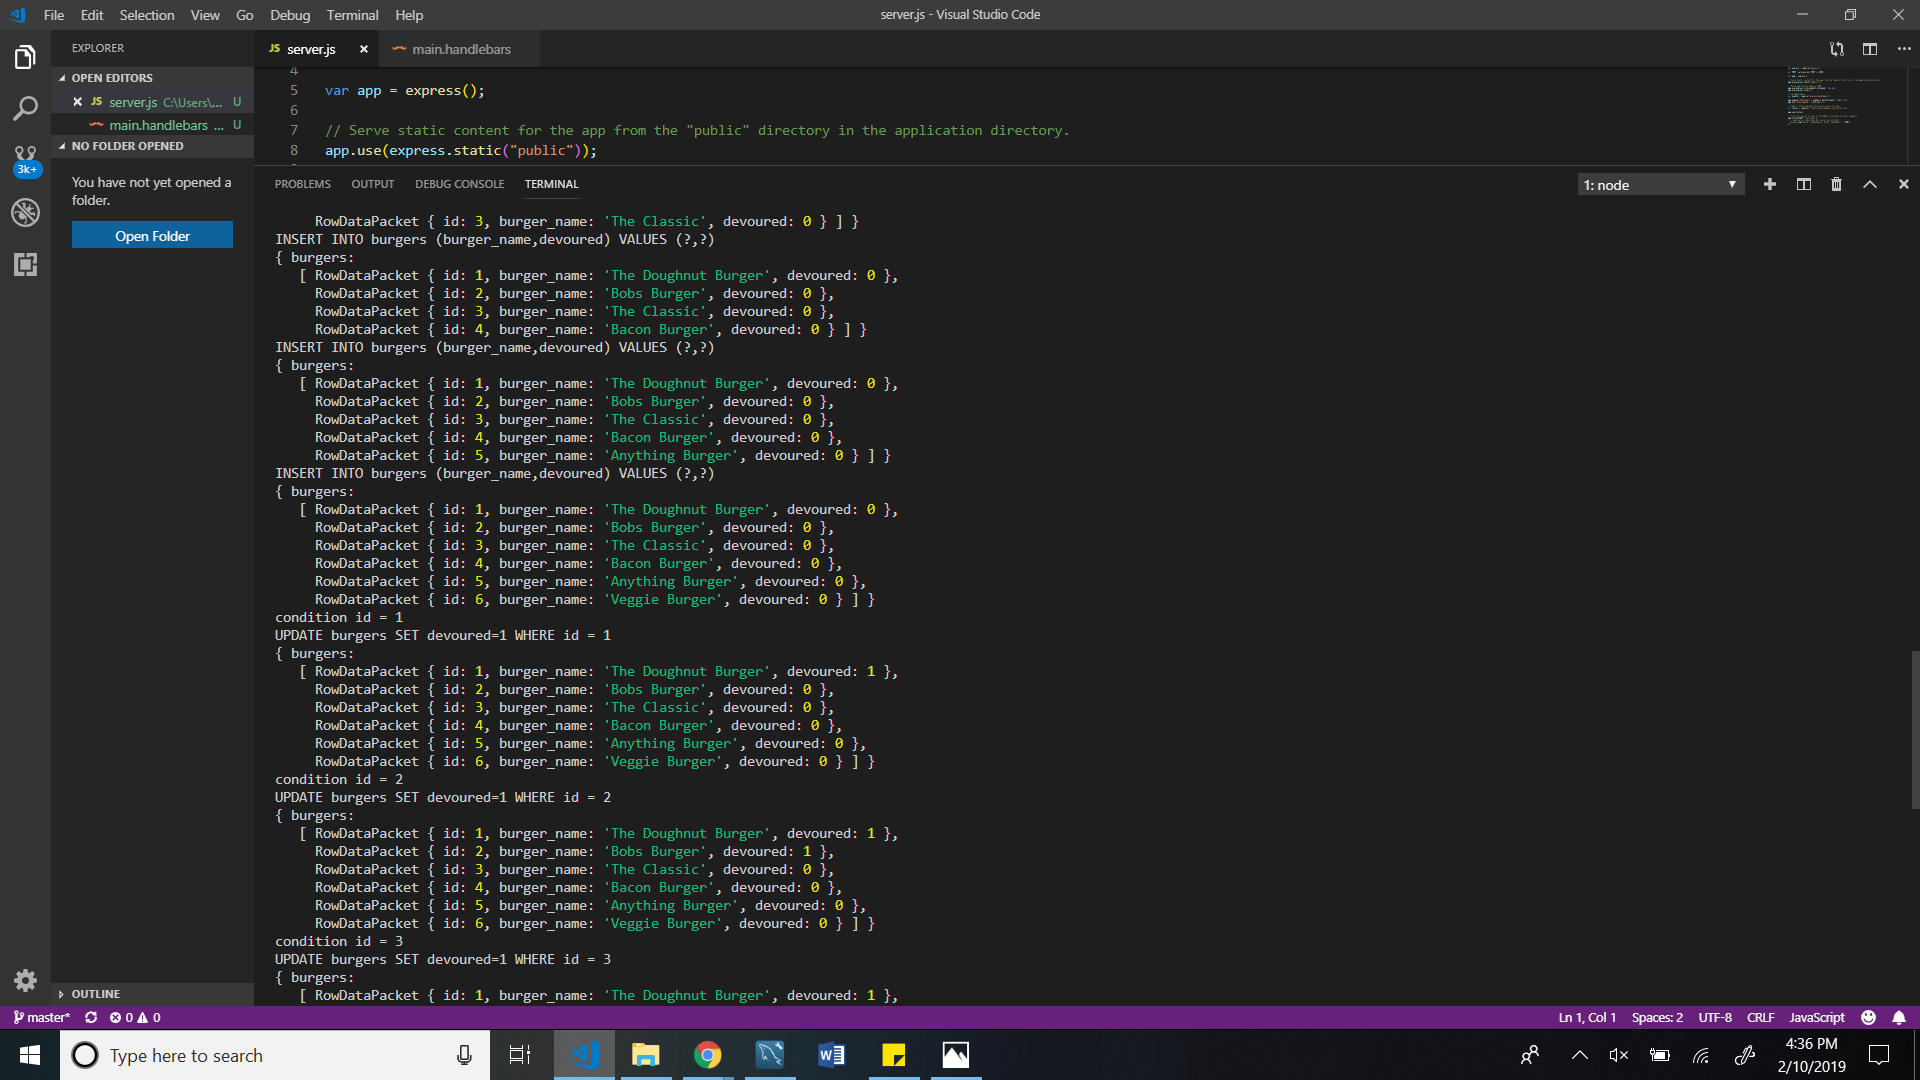 File Edit Selection View Go Debug Terminal Help
server.js - Visual Studio Code
EXPLORER
OPEN EDITORS
JS server.js C:\Users\... U
main.handlebars ... U
NO FOLDER OPENED
You have not yet opened a
folder.
Open Folder
OUTLINE
3k+
JS server.js
main.handlebars
4
5 var app = express();
6
7 // Serve static content for the app from the "public" directory in the application directory.
8 app.use(express.static("public"));
PROBLEMS OUTPUT DEBUG CONSOLE TERMINAL
1: node
RowDataPacket { id: 3, burger_name: 'The Classic', devoured: 0 } ] }
INSERT INTO burgers (burger_name,devoured) VALUES (?,?)
{ burgers:
[ RowDataPacket { id: 1, burger_name: 'The Doughnut Burger', devoured: 0 },
RowDataPacket { id: 2, burger_name: 'Bobs Burger', devoured: 0 },
RowDataPacket { id: 3, burger_name: 'The Classic', devoured: 0 },
RowDataPacket { id: 4, burger_name: 'Bacon Burger', devoured: 0 } ] }
INSERT INTO burgers (burger_name,devoured) VALUES (?,?)
{ burgers:
[ RowDataPacket { id: 1, burger_name: 'The Doughnut Burger', devoured: 0 },
RowDataPacket { id: 2, burger_name: 'Bobs Burger', devoured: 0 },
RowDataPacket { id: 3, burger_name: 'The Classic', devoured: 0 },
RowDataPacket { id: 4, burger_name: 'Bacon Burger', devoured: 0 },
RowDataPacket { id: 5, burger_name: 'Anything Burger', devoured: 0 } ] }
INSERT INTO burgers (burger_name,devoured) VALUES (?,?)
{ burgers:
[ RowDataPacket { id: 1, burger_name: 'The Doughnut Burger', devoured: 0 },
RowDataPacket { id: 2, burger_name: 'Bobs Burger', devoured: 0 },
RowDataPacket { id: 3, burger_name: 'The Classic', devoured: 0 },
RowDataPacket { id: 4, burger_name: 'Bacon Burger', devoured: 0 },
RowDataPacket { id: 5, burger_name: 'Anything Burger', devoured: 0 },
RowDataPacket { id: 6, burger_name: 'Veggie Burger', devoured: 0 } ] }
condition id = 1
UPDATE burgers SET devoured=1 WHERE id = 1
{ burgers:
[ RowDataPacket { id: 1, burger_name: 'The Doughnut Burger', devoured: 1 },
RowDataPacket { id: 2, burger_name: 'Bobs Burger', devoured: 0 },
RowDataPacket { id: 3, burger_name: 'The Classic', devoured: 0 },
RowDataPacket { id: 4, burger_name: 'Bacon Burger', devoured: 0 },
RowDataPacket { id: 5, burger_name: 'Anything Burger', devoured: 0 },
RowDataPacket { id: 6, burger_name: 'Veggie Burger', devoured: 0 } ] }
condition id = 2
UPDATE burgers SET devoured=1 WHERE id = 2
{ burgers:
[ RowDataPacket { id: 1, burger_name: 'The Doughnut Burger', devoured: 1 },
RowDataPacket { id: 2, burger_name: 'Bobs Burger', devoured: 1 },
RowDataPacket { id: 3, burger_name: 'The Classic', devoured: 0 },
RowDataPacket { id: 4, burger_name: 'Bacon Burger', devoured: 0 },
RowDataPacket { id: 5, burger_name: 'Anything Burger', devoured: 0 },
RowDataPacket { id: 6, burger_name: 'Veggie Burger', devoured: 0 } ] }
condition id = 3
UPDATE burgers SET devoured=1 WHERE id = 3
{ burgers:
[ RowDataPacket { id: 1, burger_name: 'The Doughnut Burger', devoured: 1 },
master* 0 0
Ln 1, Col 1 Spaces: 2 UTF-8 CRLF JavaScript
Type here to search
4:36 PM
2/10/2019